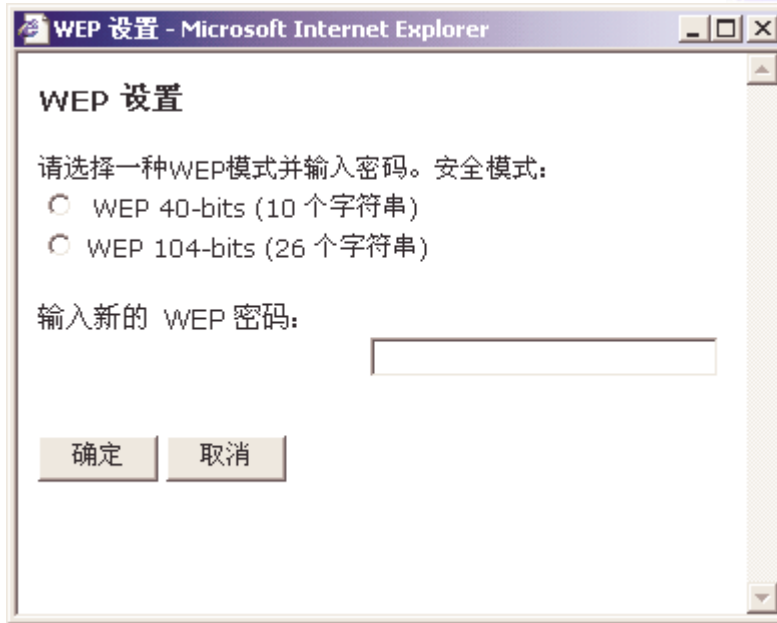 WEP 设置 - Microsoft Internet Explorer
WEP 设置
请选择一种WEP模式并输入密码。安全模式:
WEP 40-bits (10 个字符串)
WEP 104-bits (26 个字符串)
输入新的 WEP 密码:
确定 取消